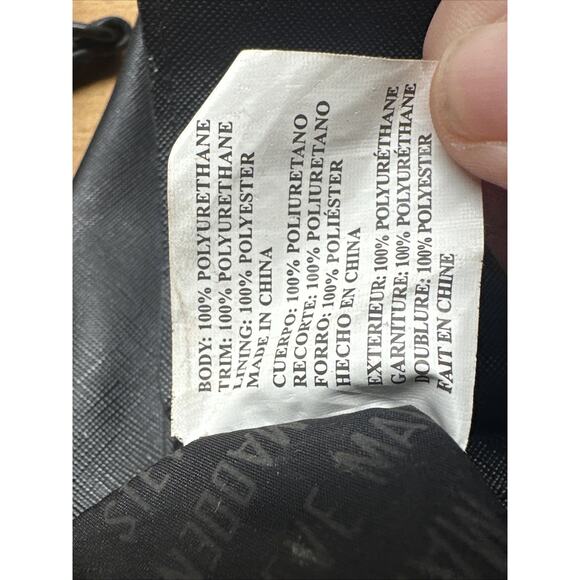 BODY: 100% POLYURETHANE
TRIM: 100% POLYURETHANE
LINING: 100% POLYESTER
MADE IN CHINA
CUERPO: 100% POLIURETANO
RECORTE: 100% POLIURETANO
FORRO: 100% POLIÉSTER
HECHO EN CHINA
EXTERIEUR: 100% POLYURÉTHANE
GARNITURE: 100% POLYURÉTHANE
DOUBLURE: 100% POLYESTER
FAIT EN CHINE
MADDEN